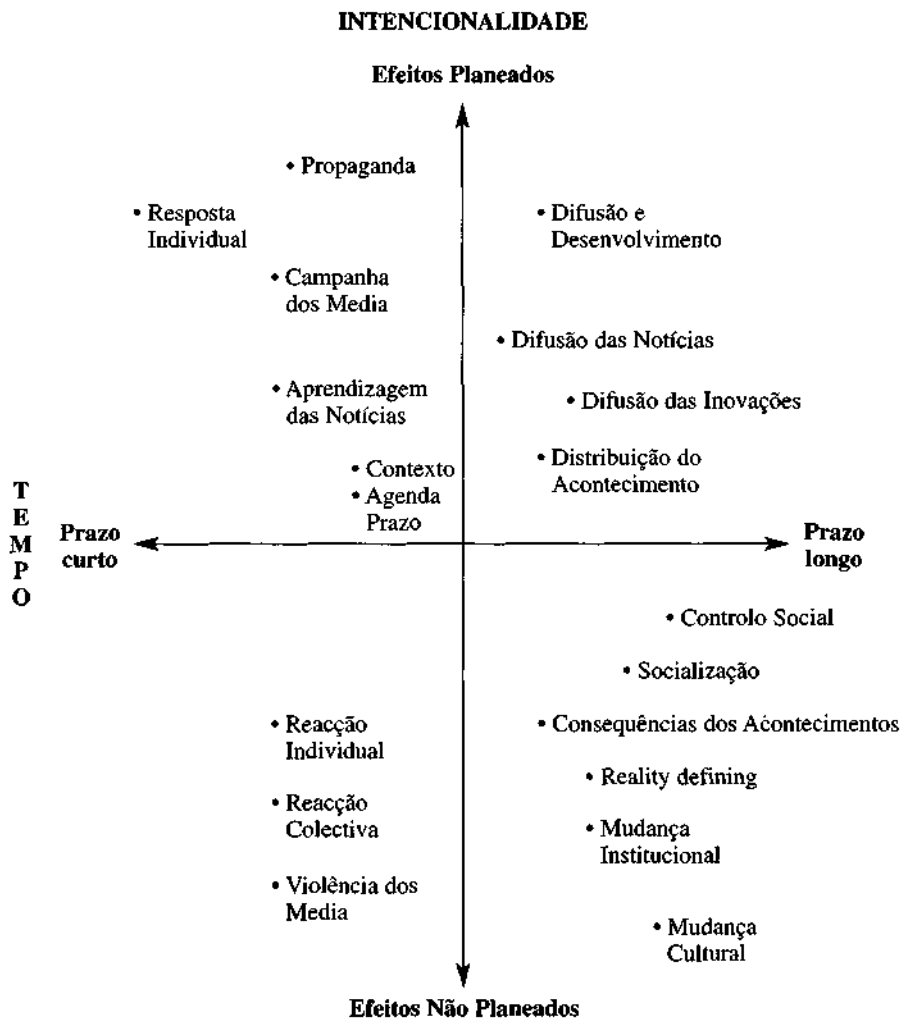 INTENCIONALIDADE
Efeitos Planeados
• Propaganda
• Resposta
Individual
• Difusão e
Desenvolvimento
• Campanha
dos Media
• Difusão das Notícias
• Aprendizagem
das Notícias
• Difusão das Inovações
• Distribuição do
Acontecimento
• Contexto
• Agenda
Prazo
TEMPO
Prazo
curto
Prazo
longo
• Controlo Social
• Socialização
• Reacção
Individual
• Consequências dos Acontecimentos
• Reality defining
• Reacção
Colectiva
• Mudança
Institucional
• Violência dos
Media
• Mudança
Cultural
Efeitos Não Planeados